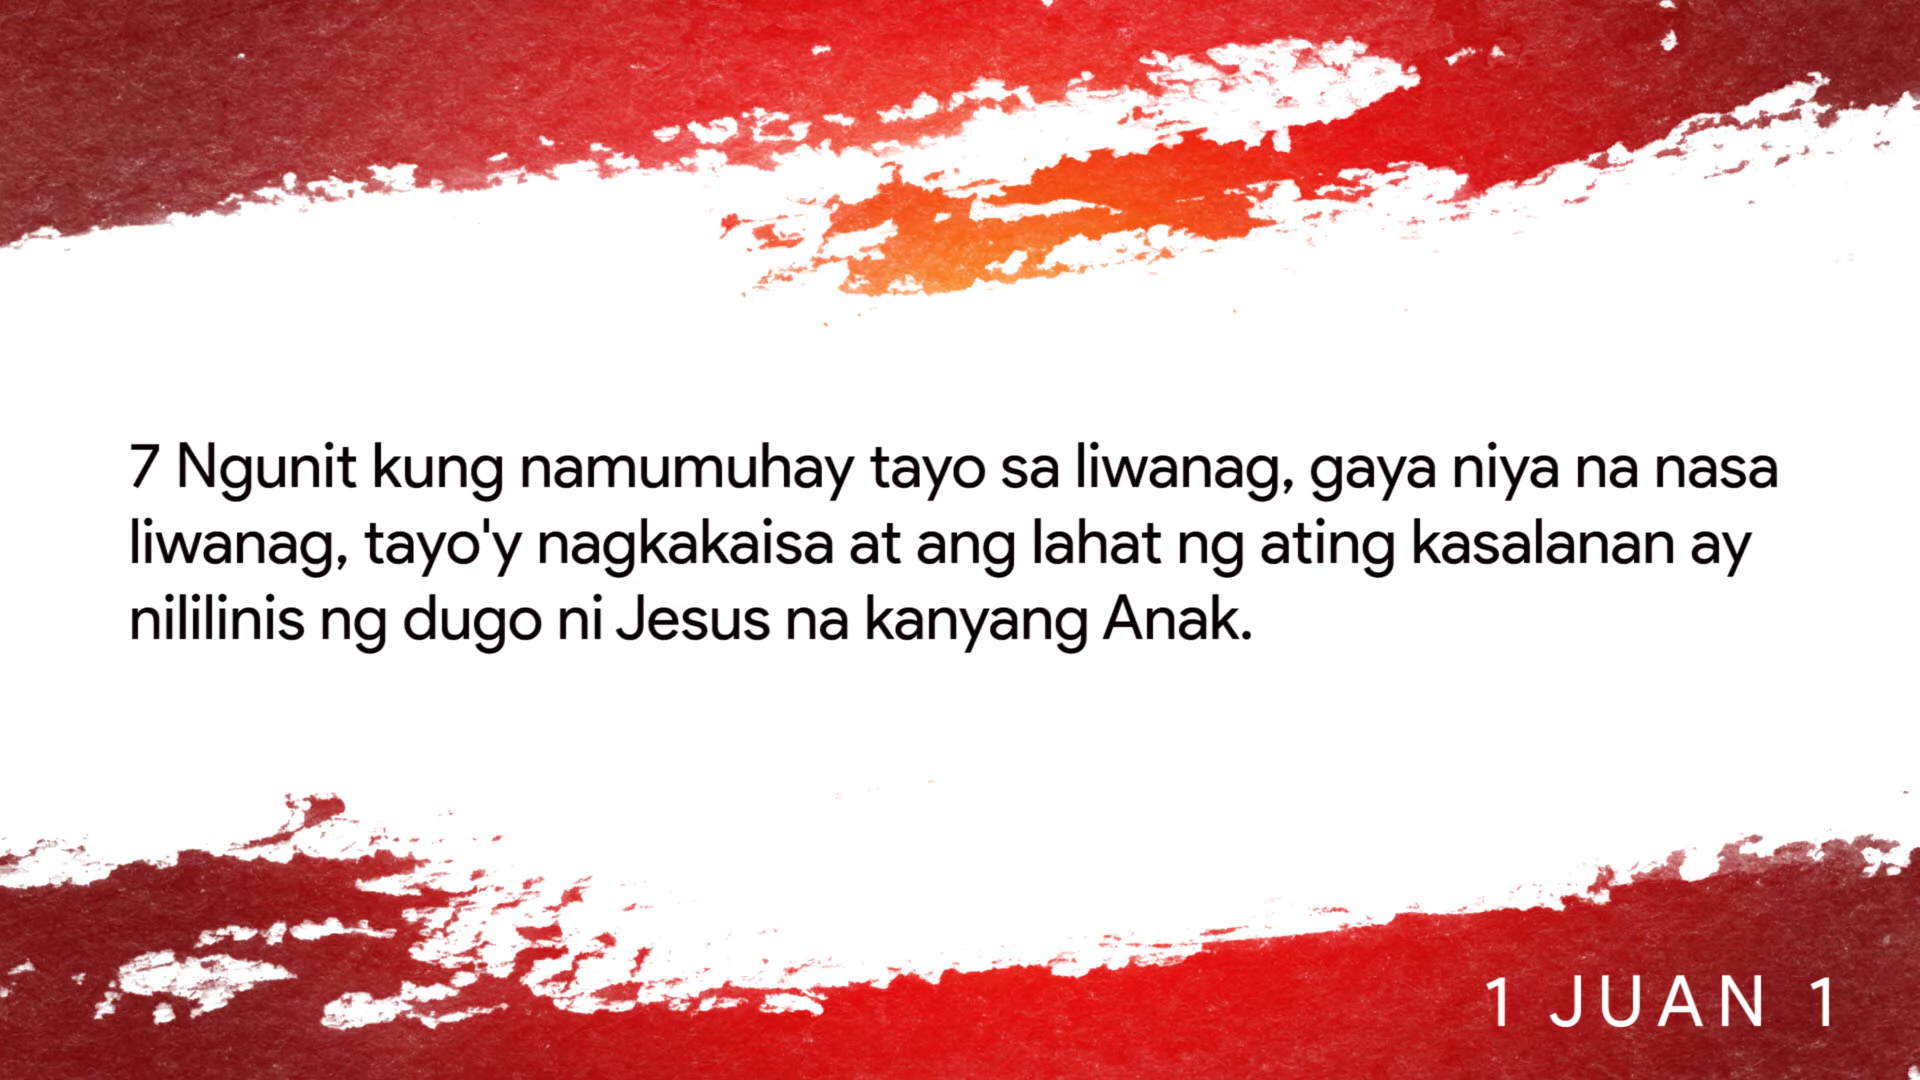 7 Ngunit kung namumuhay tayo sa liwanag, gaya niya na nasa
liwanag, tayo'y nagkakaisa at ang lahat ng ating kasalanan ay
nililinis ng dugo ni Jesus na kanyang Anak.
1 JUAN 1